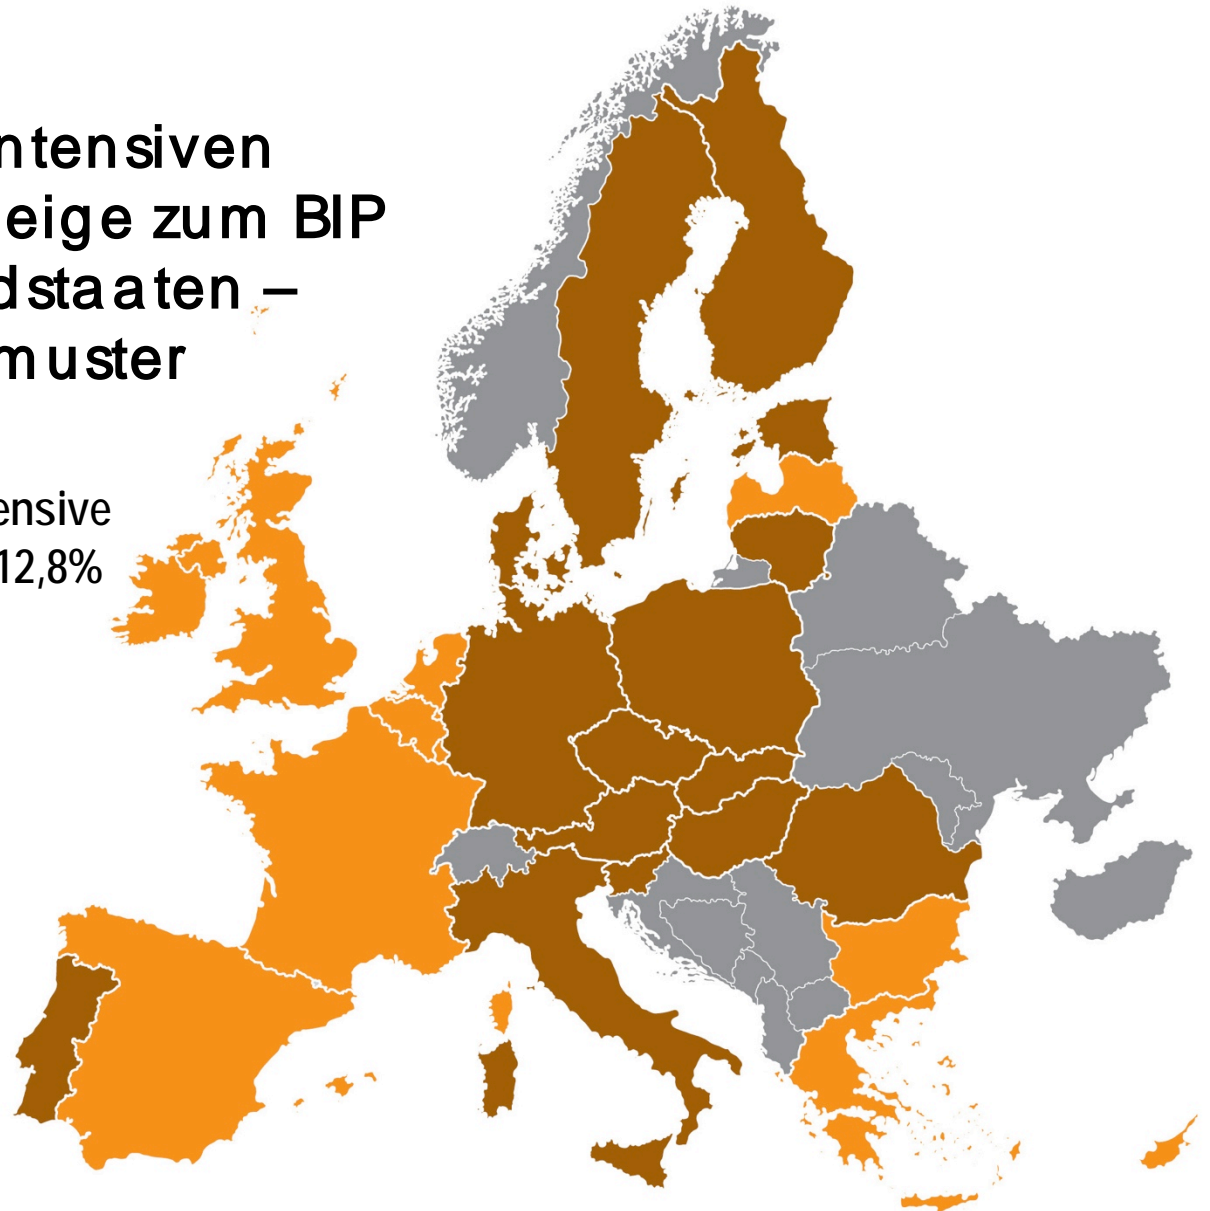 ntensiven
eige zum BIP
dstaaten –
muster
ensive
12,8%